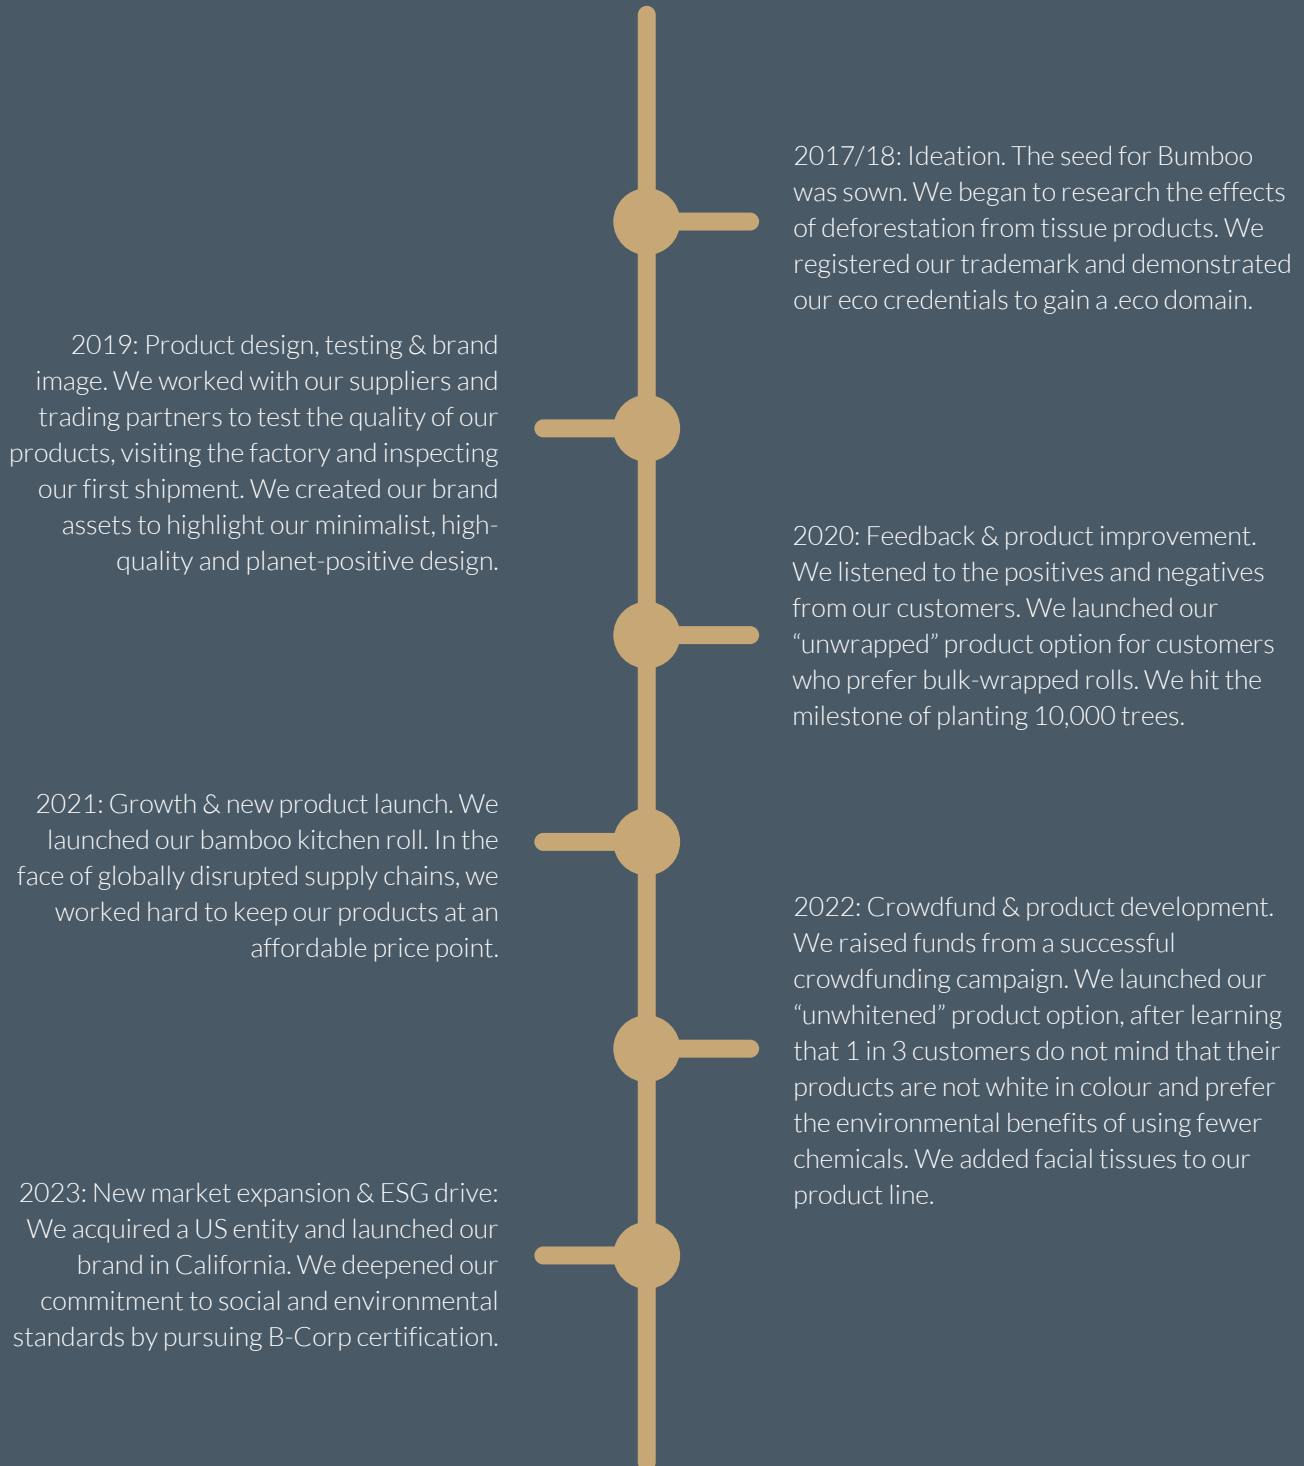 2017/18: Ideation. The seed for Bumboo
was sown. We began to research the effects
of deforestation from tissue products. We
registered our trademark and demonstrated
our eco credentials to gain a .eco domain.
2019: Product design, testing & brand
image. We worked with our suppliers and
trading partners to test the quality of our
products, visiting the factory and inspecting
our first shipment. We created our brand
assets to highlight our minimalist, high-
quality and planet-positive design.
2020: Feedback & product improvement.
We listened to the positives and negatives
from our customers. We launched our
“unwrapped” product option for customers
who prefer bulk-wrapped rolls. We hit the
milestone of planting 10,000 trees.
2021: Growth & new product launch. We
launched our bamboo kitchen roll. In the
face of globally disrupted supply chains, we
worked hard to keep our products at an
affordable price point.
2022: Crowdfund & product development.
We raised funds from a successful
crowdfunding campaign. We launched our
“unwhitened” product option, after learning
that 1 in 3 customers do not mind that their
products are not white in colour and prefer
the environmental benefits of using fewer
chemicals. We added facial tissues to our
product line.
2023: New market expansion & ESG drive:
We acquired a US entity and launched our
brand in California. We deepened our
commitment to social and environmental
standards by pursuing B-Corp certification.